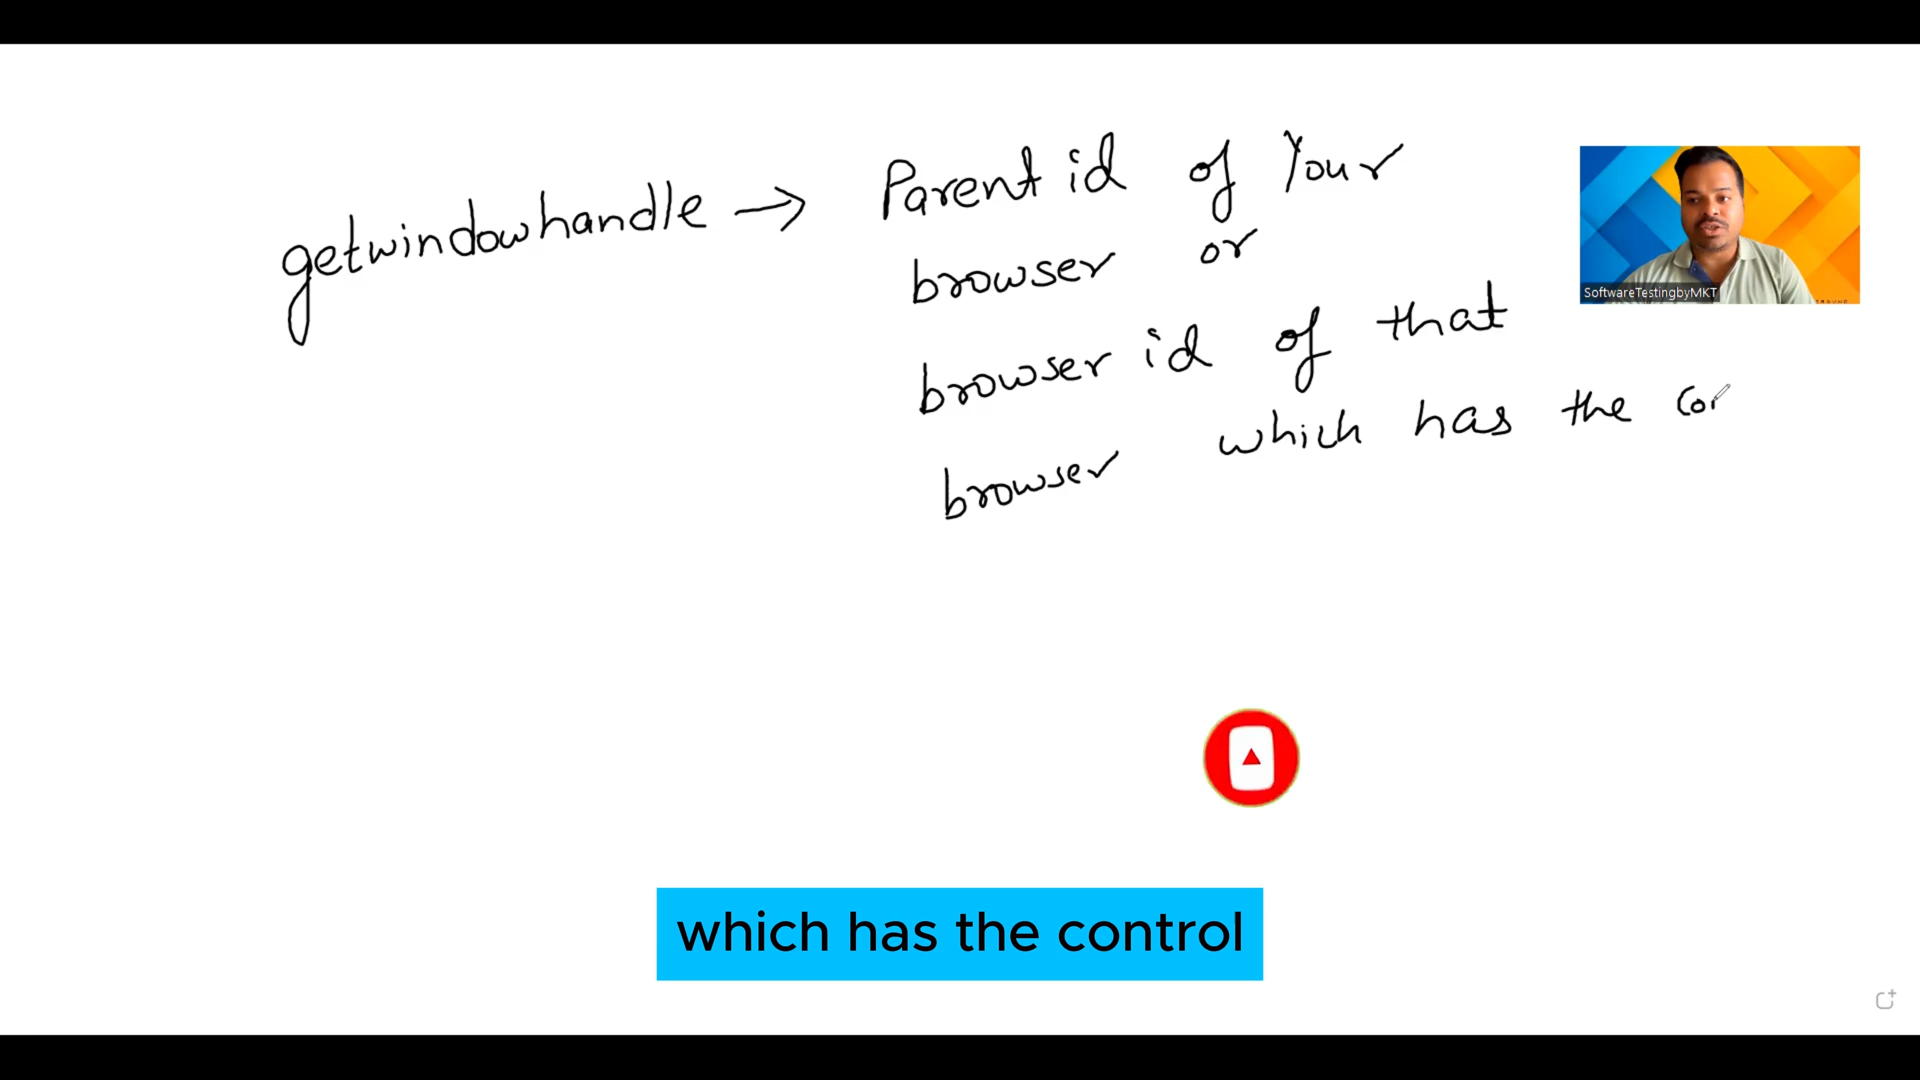 getwindowhandle → Parent id of Your
browser or
browser id of that
browser which has the con
SoftwareTestingbyMKT
which has the control